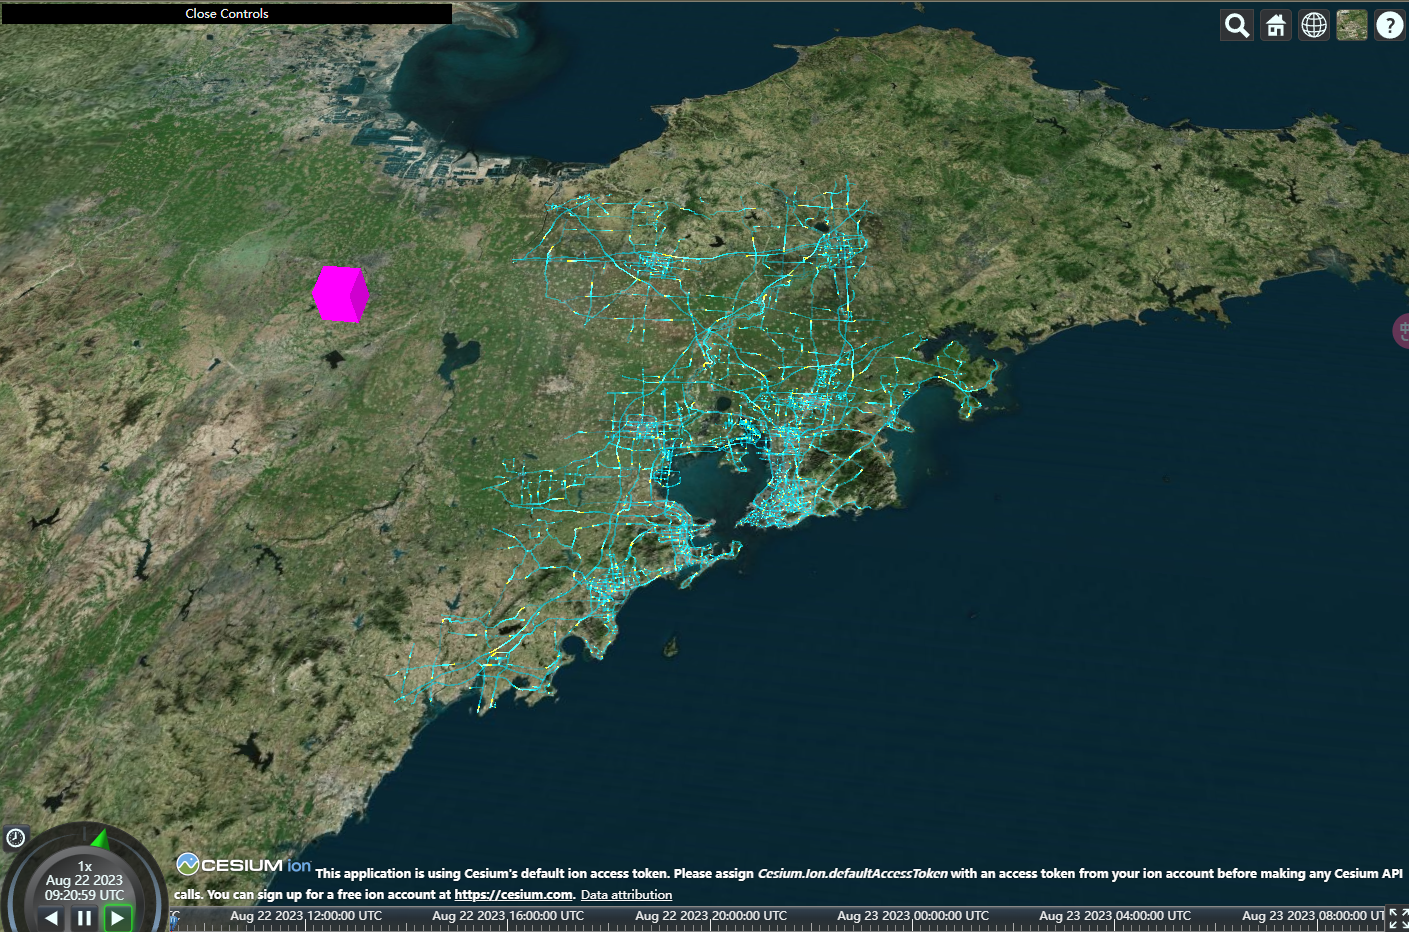 Close Controls
?
中
1x
Aug 22 2023
09:20:59 UTC
CESIUM ion This application is using Cesium's default ion access token. Please assign Cesium.Ion.defaultAccessToken with an access token from your ion account before making any Cesium API
calls. You can sign up for a free ion account at https://cesium.com. Data attribution
TC Aug 22 2023 12:00:00 UTC Aug 22 2023 16:00:00 UTC Aug 22 2023 20:00:00 UTC Aug 23 2023 00:00:00 UTC Aug 23 2023 04:00:00 UTC Aug 23 2023 08:00:00 UT